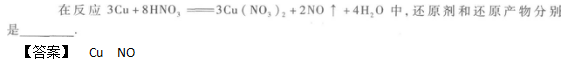 在反应 3Cu+8HNO₃ ══ 3Cu(NO₃)₂+2NO↑+4H₂O 中,还原剂和还原产物分别
是________.
【答案】 Cu NO